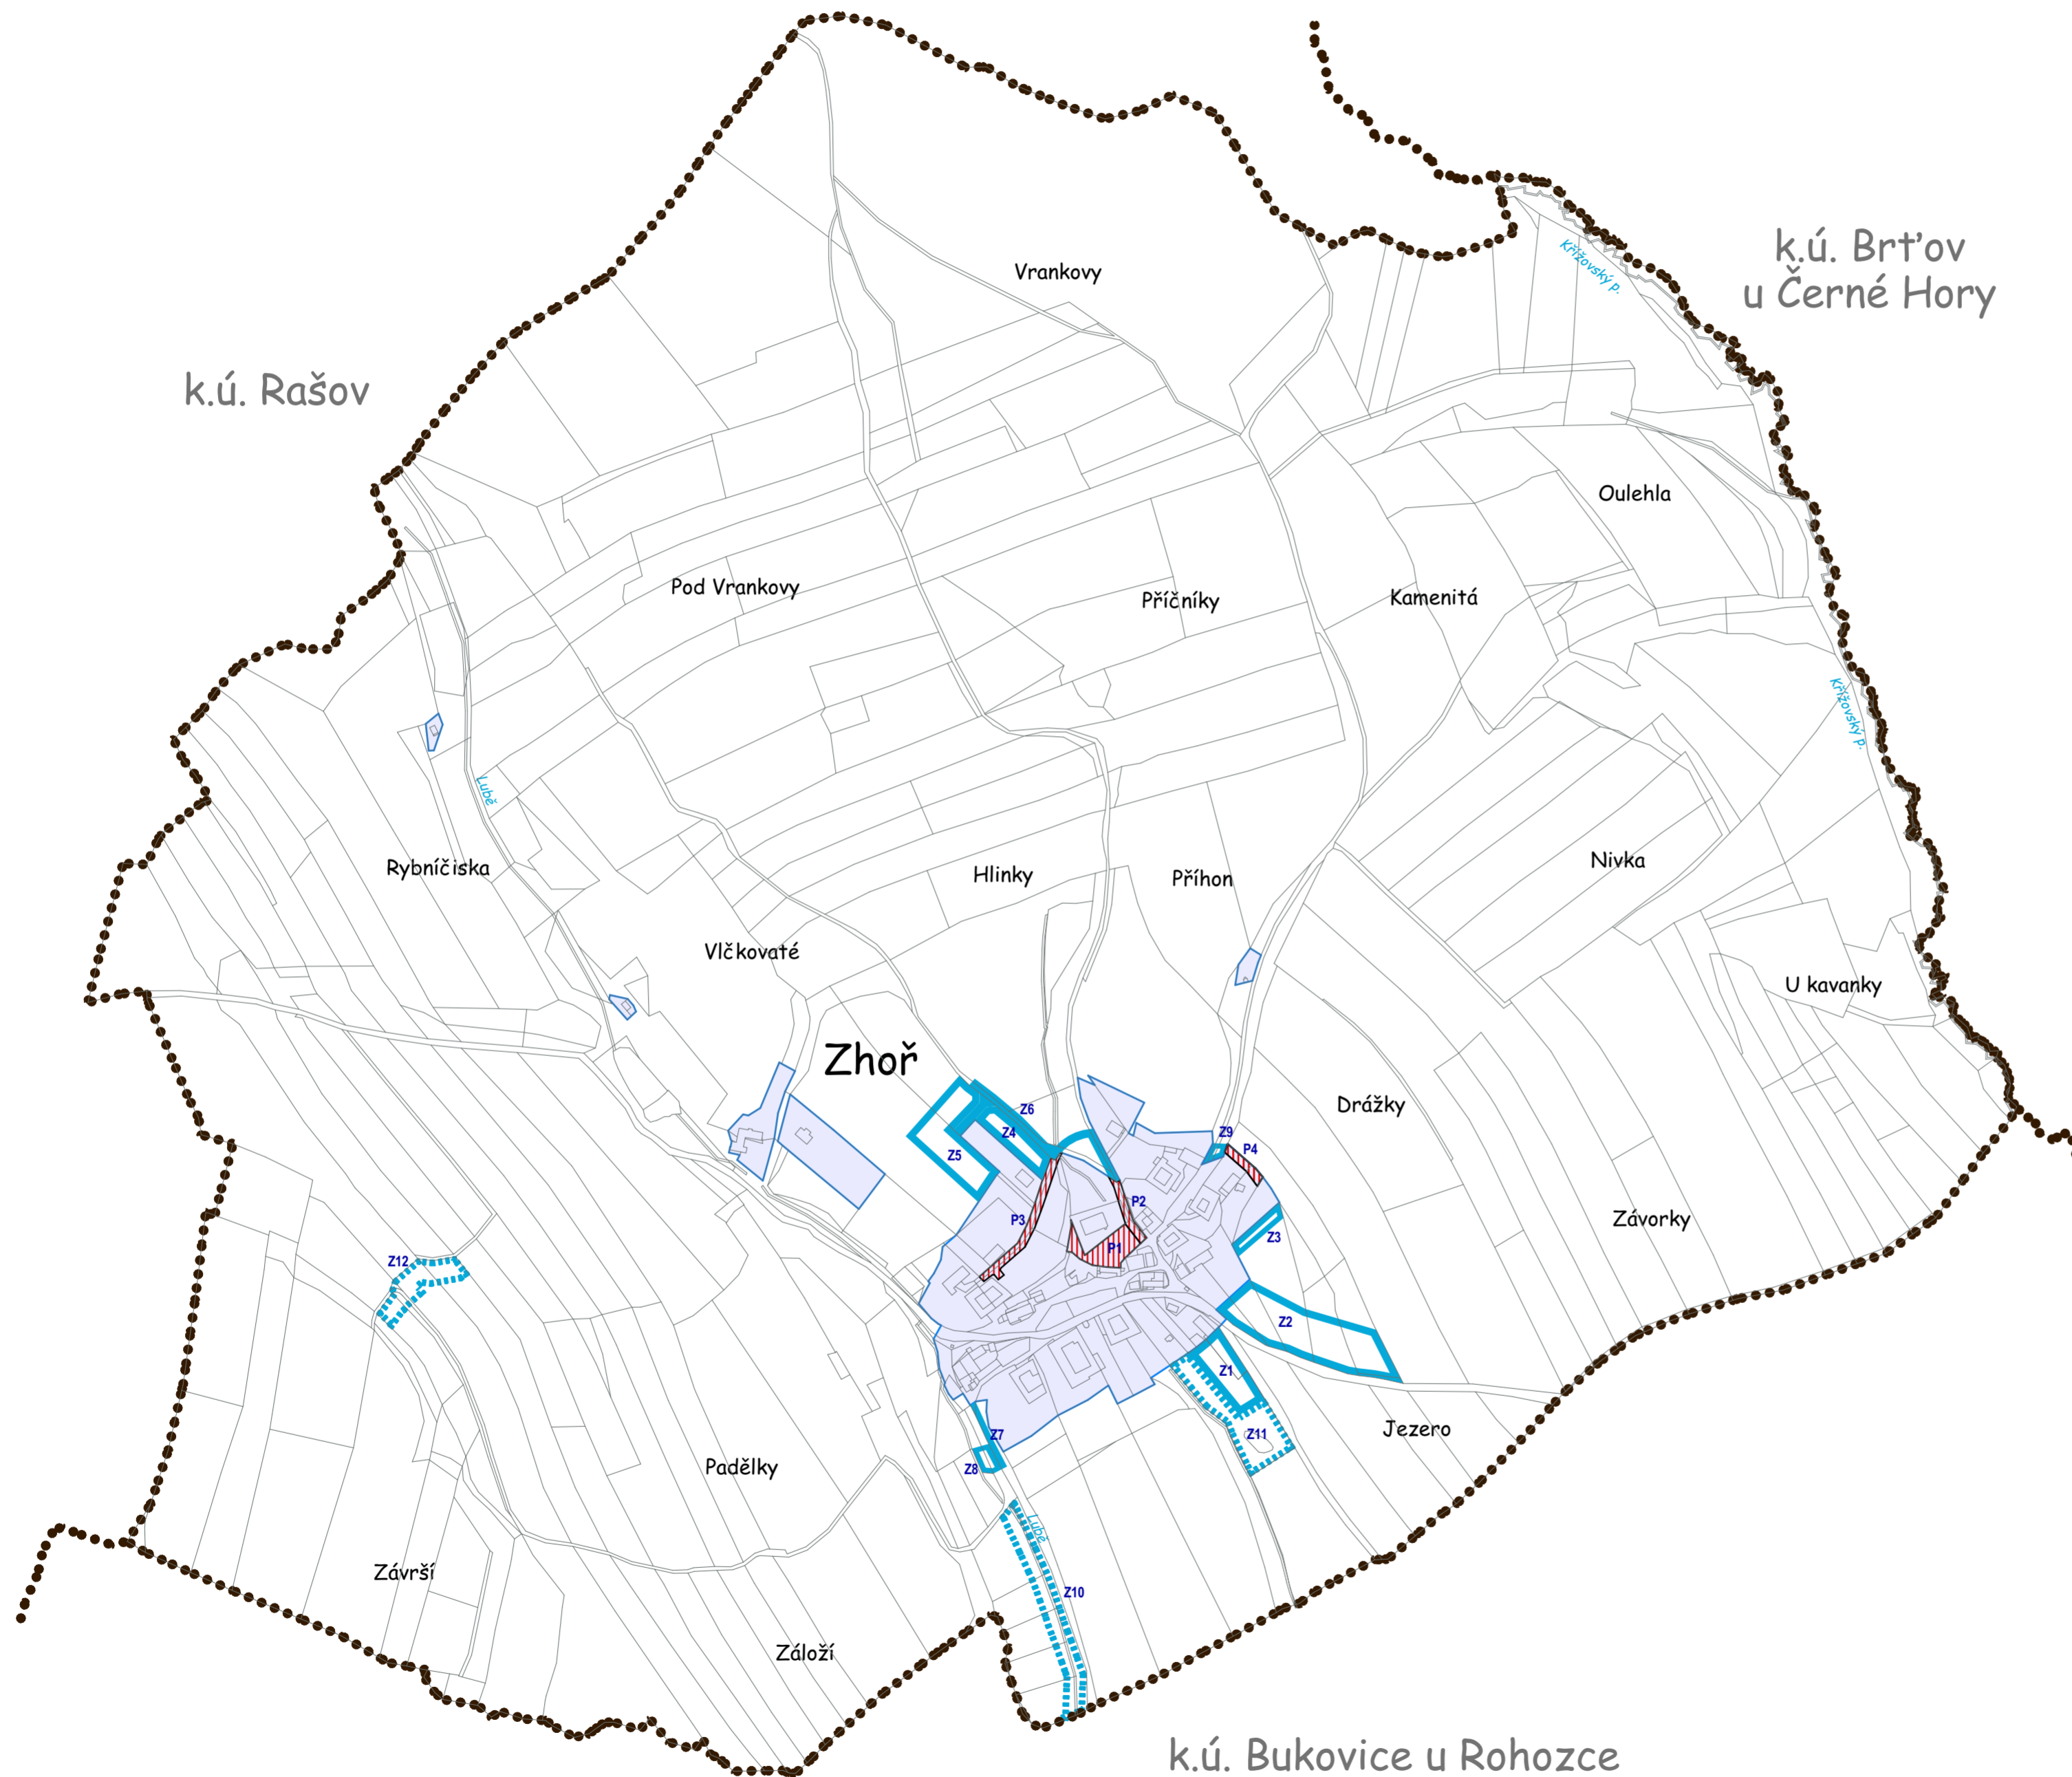 k.ú. Brťov
u Černé Hory
Křížovský p.
Vrankovy
k.ú. Rašov
Oulehla
Pod Vrankovy
Příčníky
Kamenitá
Křížovský p.
Lubě
Rybníčiska
Hlinky
Příhon
Nivka
Vlčkovaté
U kavanky
Zhoř
Drážky
Z6
Z4
Z5
Z9
P4
P2
P3
P1
Z3
Závorky
Z12
Z2
Z1
Z11
Jezero
Z7
Z8
Padělky
Lubě
Z10
Závrší
Záloží
k.ú. Bukovice u Rohozce